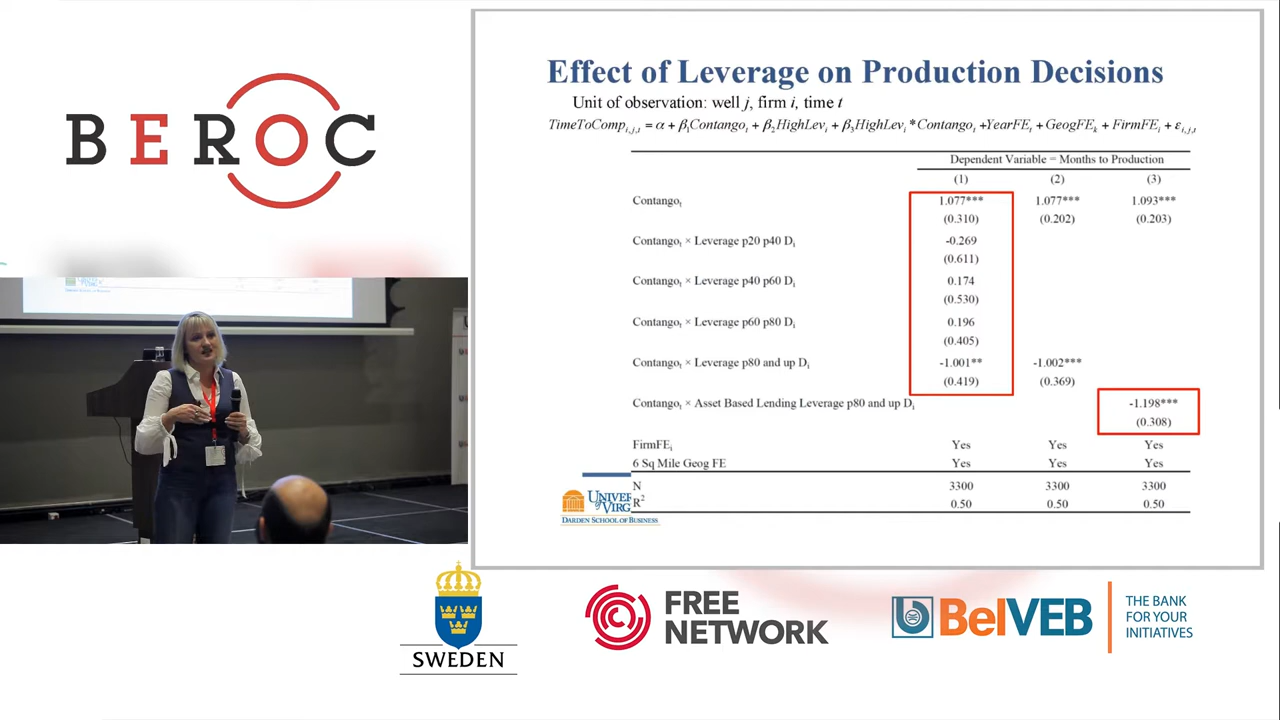 BEROC
Effect of Leverage on Production Decisions
Unit of observation: well j, firm i, time t
TimeToComp_{i,j,t} = α + β₁Contango_t + β₂HighLev_i + β₃HighLev_i * Contango_t + YearFE_t + GeogFE_k + FirmFE_i + ε_{i,j,t}
Dependent Variable = Months to Production
(1) (2) (3)
Contango_t 1.077*** 1.077*** 1.093***
(0.310) (0.202) (0.203)
Contango_t × Leverage p20 p40 D_i -0.269
(0.611)
Contango_t × Leverage p40 p60 D_i 0.174
(0.530)
Contango_t × Leverage p60 p80 D_i 0.196
(0.405)
Contango_t × Leverage p80 and up D_i -1.001** -1.002***
(0.419) (0.369)
Contango_t × Asset Based Lending Leverage p80 and up D_i -1.198***
(0.308)
FirmFE_i Yes Yes Yes
6 Sq Mile Geog FE Yes Yes Yes
N 3300 3300 3300
R² 0.50 0.50 0.50
UNIVER
VIRG
DARDEN SCHOOL OF BUSINESS
SWEDEN
FREE
NETWORK
BelVEB
THE BANK
FOR YOUR
INITIATIVES